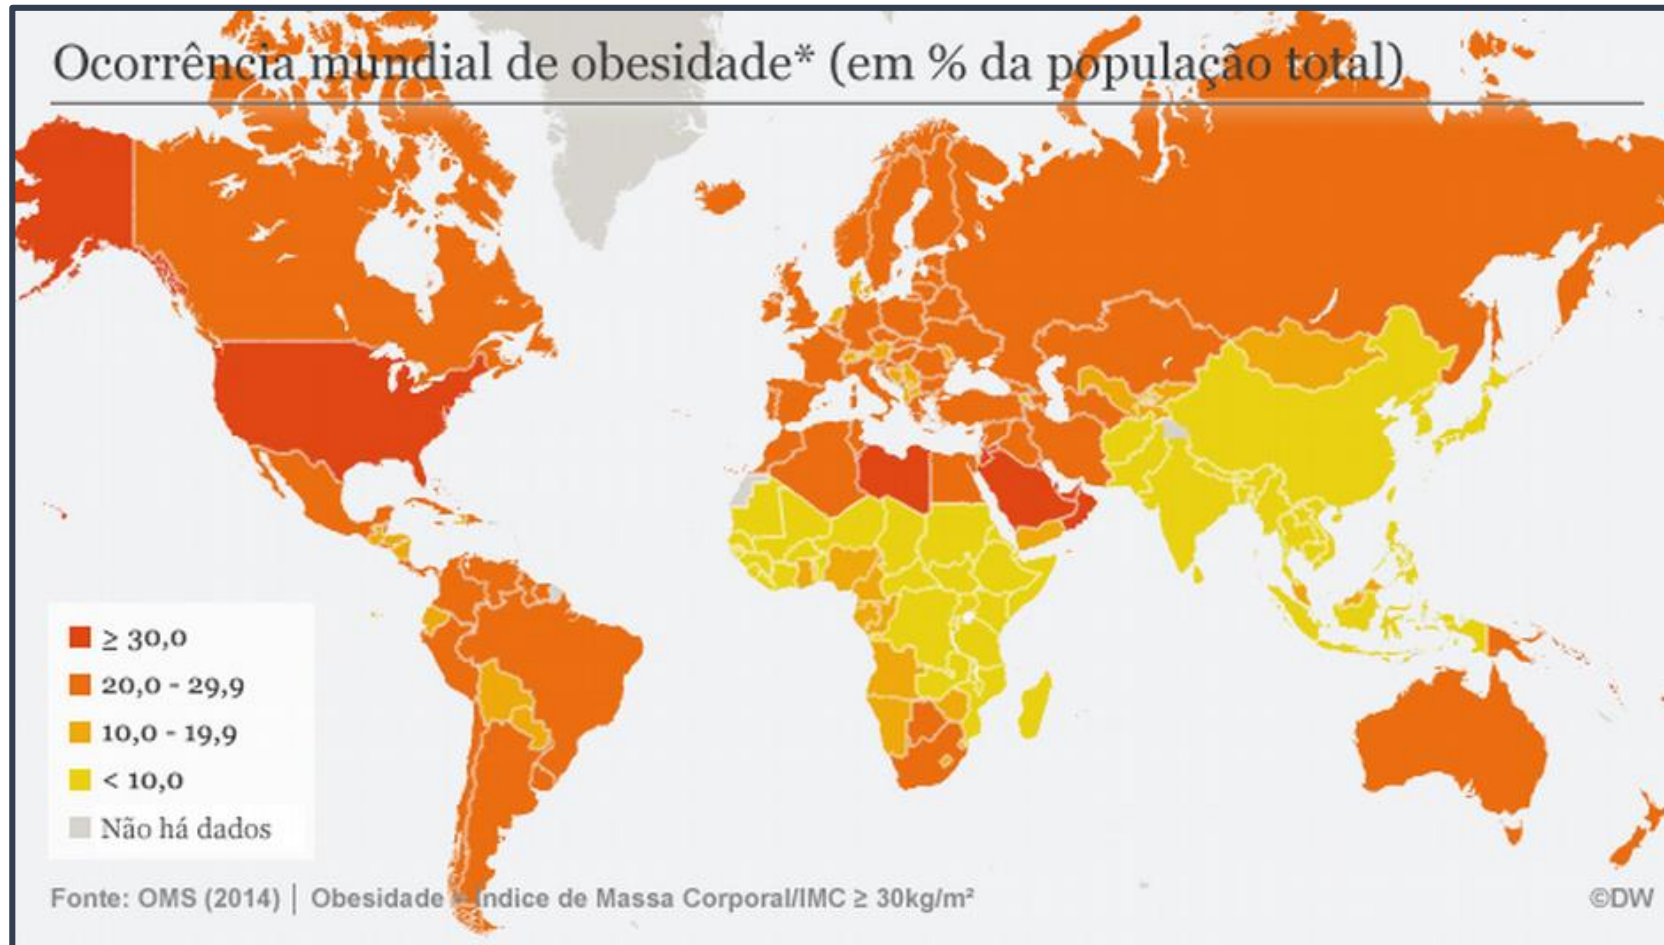 Ocorrência mundial de obesidade* (em % da população total)
≥ 30,0
20,0 - 29,9
10,0 - 19,9
< 10,0
Não há dados
Fonte: OMS (2014) | Obesidade = Índice de Massa Corporal/IMC ≥ 30kg/m² ©DW